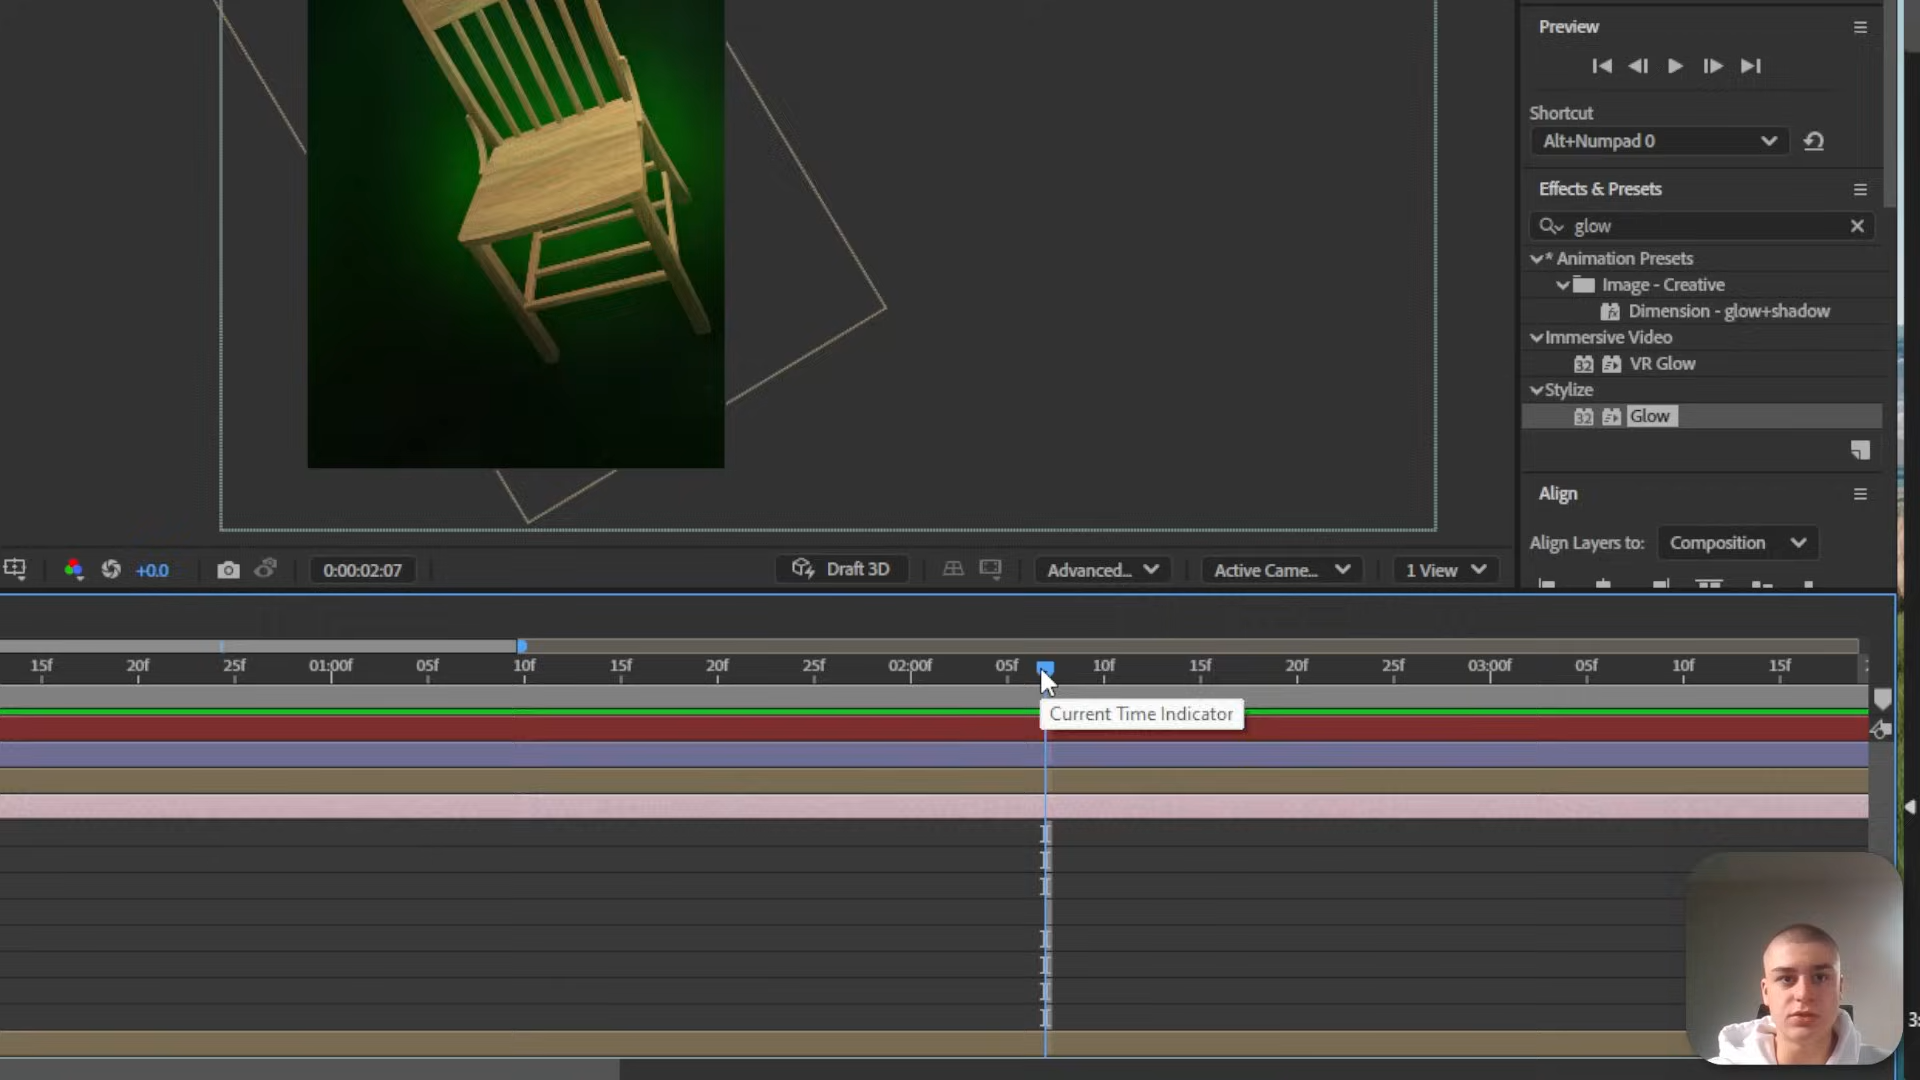 Preview
Shortcut
Alt+Numpad 0
Effects & Presets
glow
* Animation Presets
Image - Creative
Dimension - glow+shadow
Immersive Video
32 VR Glow
Stylize
32 Glow
Align
Align Layers to: Composition
+0.0 0:00:02:07 Draft 3D Advanced... Active Came... 1 View
15f 20f 25f 01:00f 05f 10f 15f 20f 25f 02:00f 05f 10f 15f 20f 25f 03:00f 05f 10f 15f
Current Time Indicator